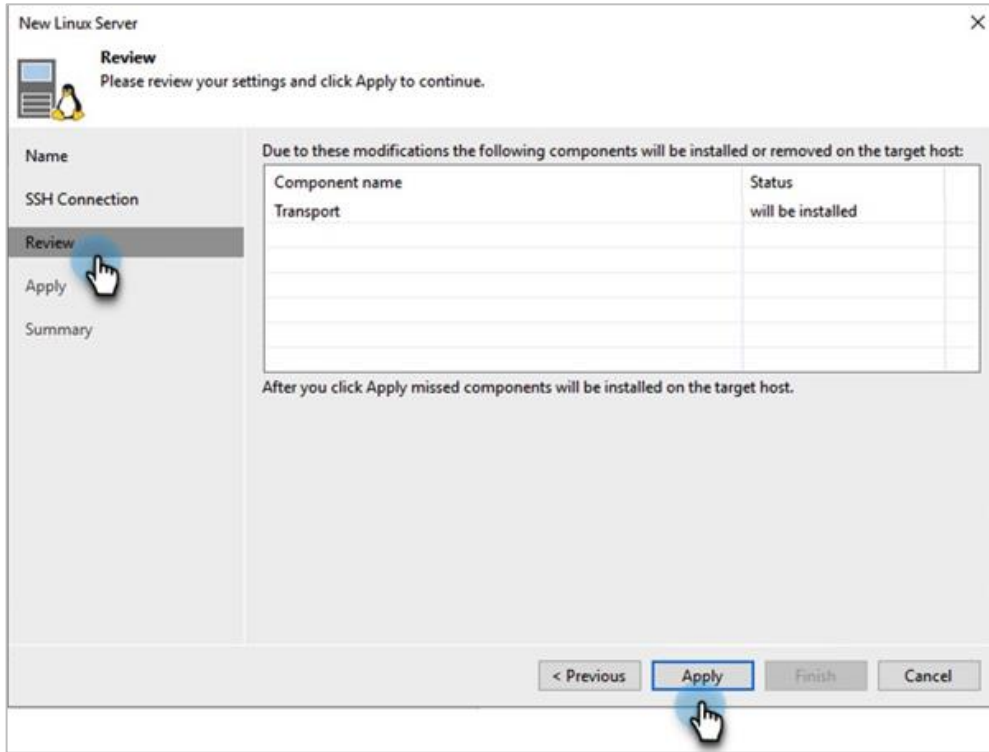 New Linux Server
Review
Please review your settings and click Apply to continue.
Name
SSH Connection
Review
Apply
Summary
Due to these modifications the following components will be installed or removed on the target host:
Component name Status
Transport will be installed
After you click Apply missed components will be installed on the target host.
< Previous Apply Finish Cancel